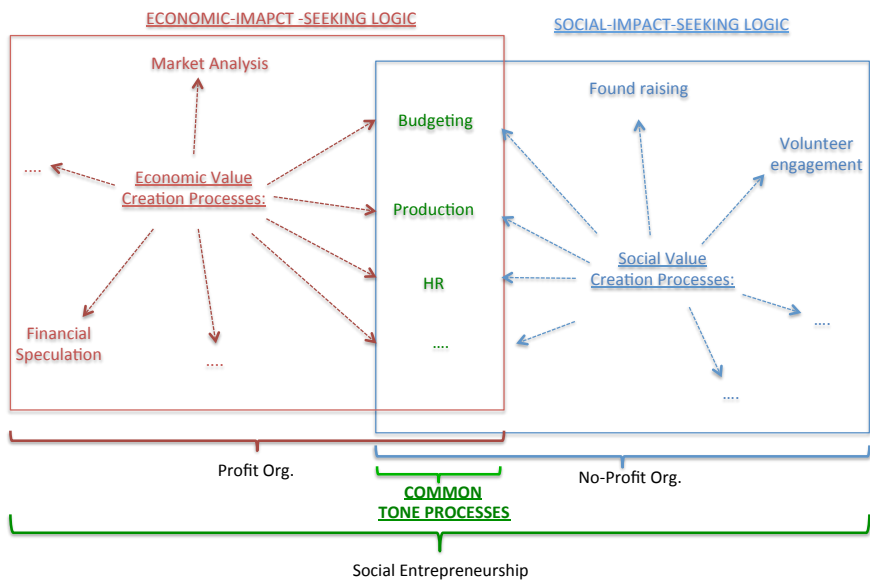 ECONOMIC-IMAPCT -SEEKING LOGIC
SOCIAL-IMPACT-SEEKING LOGIC
Market Analysis
Found raising
Budgeting
Volunteer
engagement
....
Economic Value
Creation Processes:
Production
Social Value
Creation Processes:
HR
....
Financial
Speculation
....
....
....
Profit Org.
No-Profit Org.
COMMON
TONE PROCESSES
Social Entrepreneurship